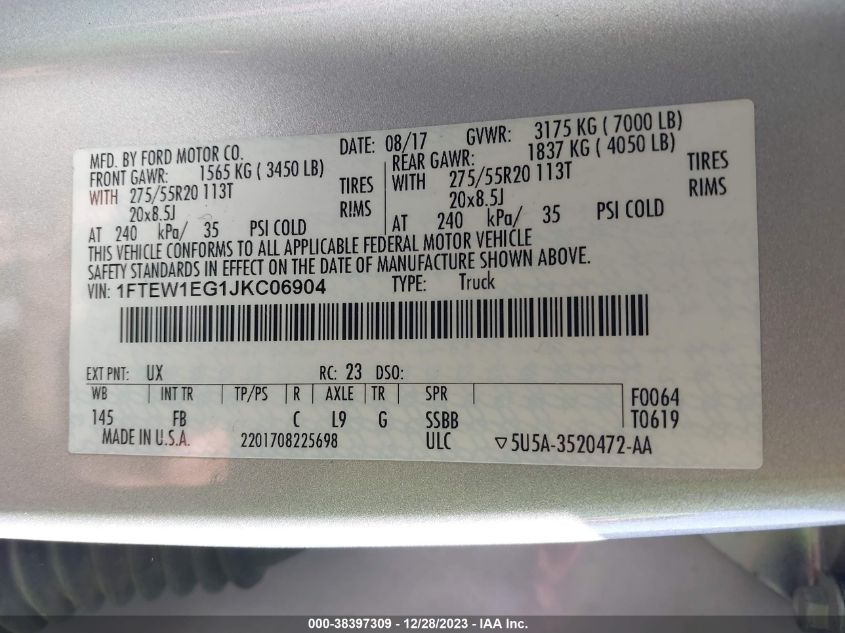 MFD. BY FORD MOTOR CO. DATE: 08/17 GVWR: 3175 KG ( 7000 LB)
FRONT GAWR: 1565 KG ( 3450 LB) REAR GAWR: 1837 KG ( 4050 LB)
WITH 275/55R20 113T TIRES WITH 275/55R20 113T TIRES
20x8.5J RIMS 20x8.5J RIMS
AT 240 kPa/ 35 PSI COLD AT 240 kPa/ 35 PSI COLD
THIS VEHICLE CONFORMS TO ALL APPLICABLE FEDERAL MOTOR VEHICLE
SAFETY STANDARDS IN EFFECT ON THE DATE OF MANUFACTURE SHOWN ABOVE.
VIN: 1FTEW1EG1JKC06904 TYPE: Truck
EXT PNT: UX RC: 23 DSO:
WB INT TR TP/PS R AXLE TR SPR F0064
145 FB C L9 G SSBB T0619
MADE IN U.S.A. 2201708225698 ULC ▽5U5A-3520472-AA
000-38397309 - 12/28/2023 - IAA Inc.